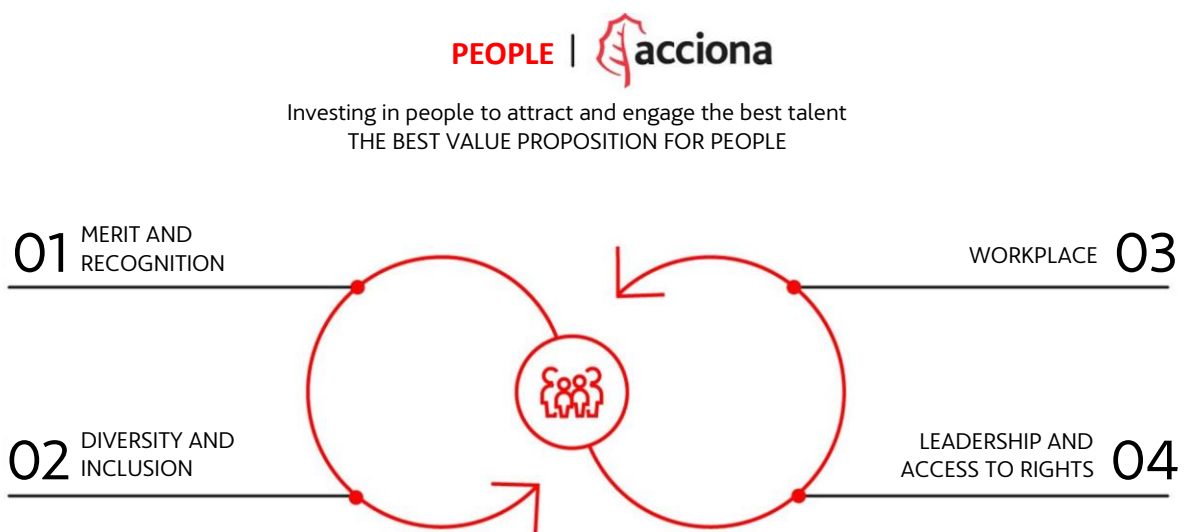 PEOPLE | acciona
Investing in people to attract and engage the best talent
THE BEST VALUE PROPOSITION FOR PEOPLE
01 MERIT AND
RECOGNITION
02 DIVERSITY AND
INCLUSION
WORKPLACE 03
LEADERSHIP AND
ACCESS TO RIGHTS 04